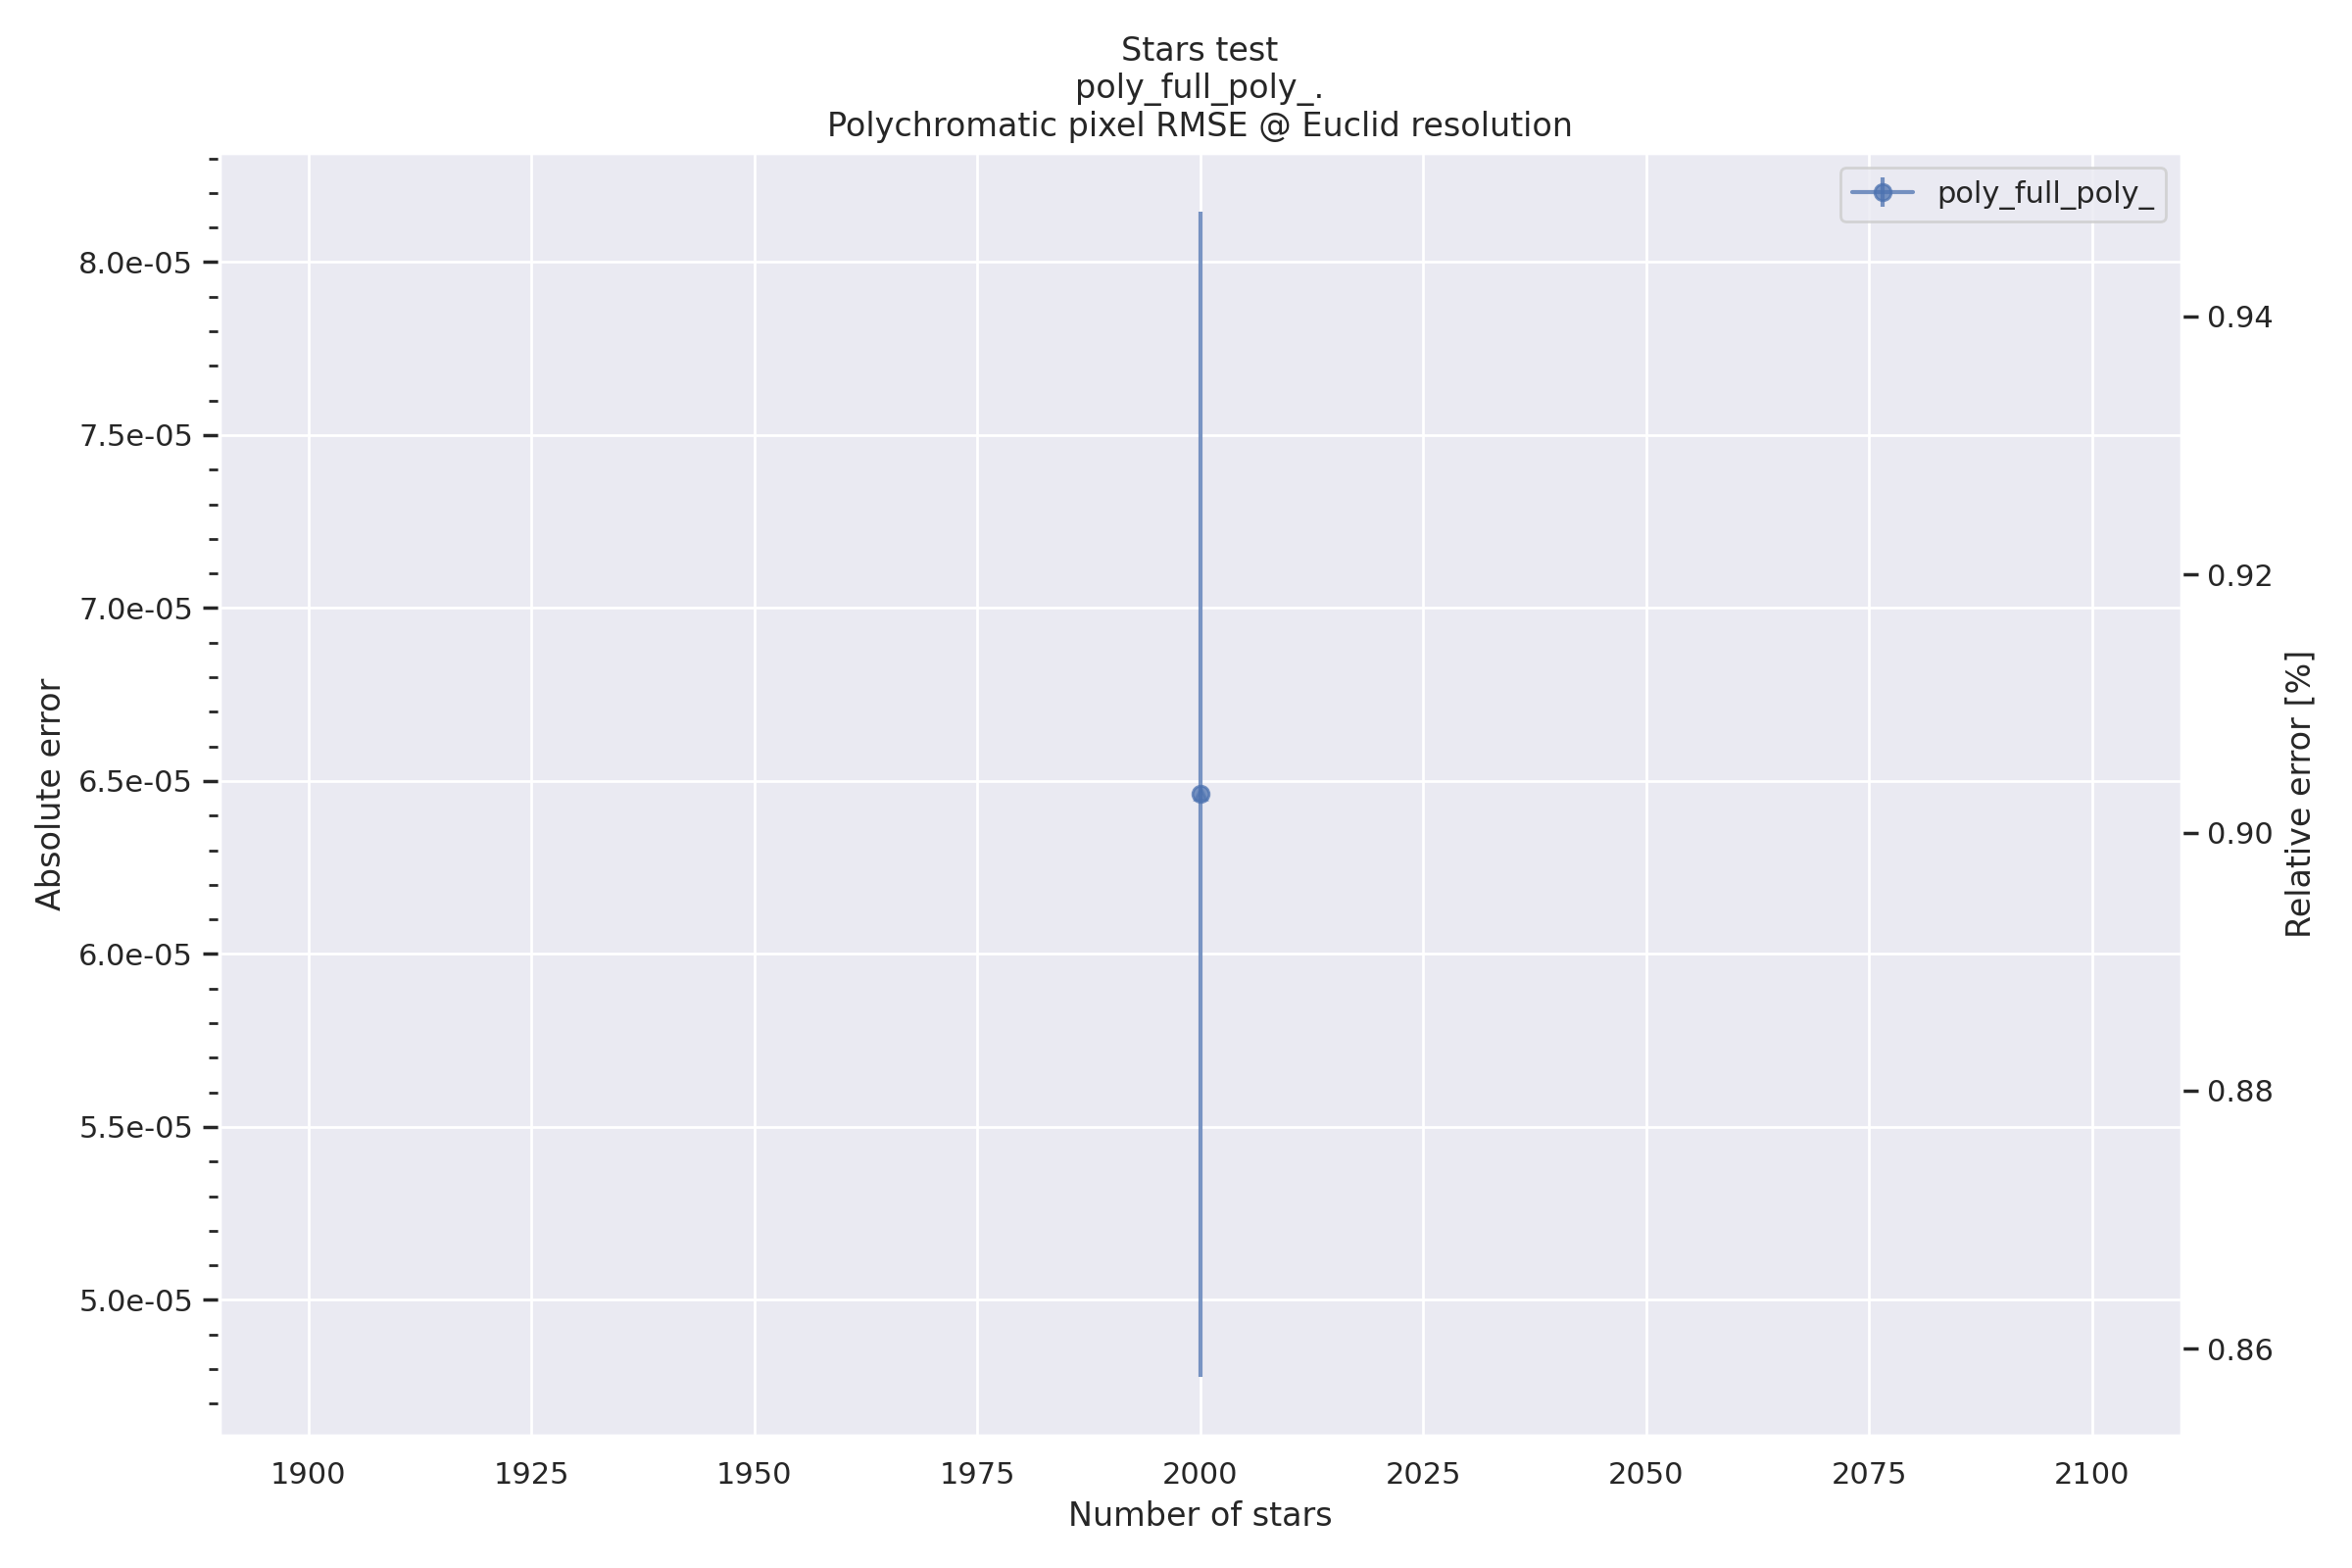 Stars test
poly_full_poly_.
Polychromatic pixel RMSE @ Euclid resolution
poly_full_poly_
8.0e-05
7.5e-05
7.0e-05
6.5e-05
6.0e-05
5.5e-05
5.0e-05
Absolute error
0.94
0.92
0.90
0.88
0.86
Relative error [%]
1900 1925 1950 1975 2000 2025 2050 2075 2100
Number of stars